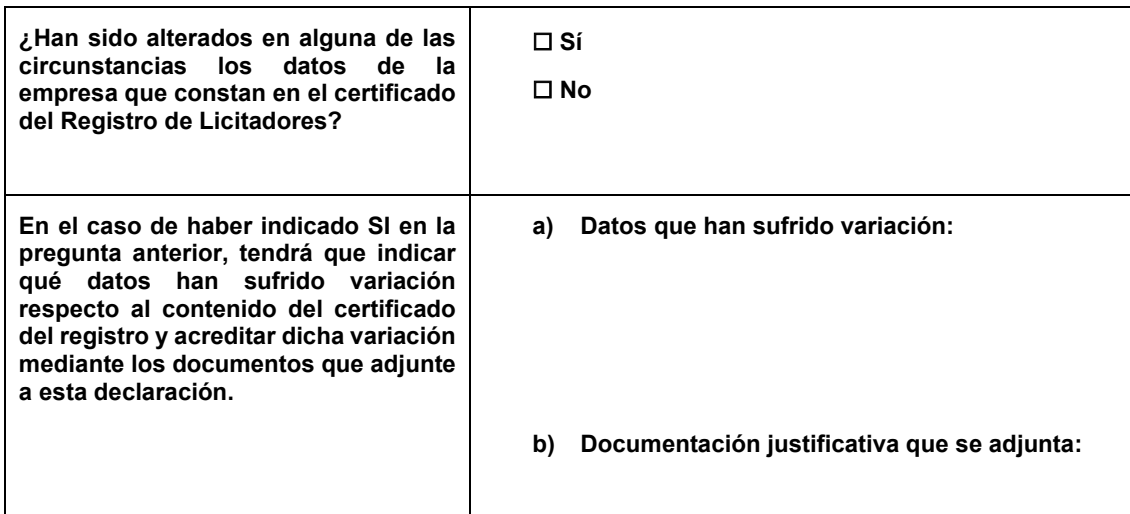 ¿Han sido alterados en alguna de las
circunstancias los datos de la
empresa que constan en el certificado
del Registro de Licitadores?
☐ Sí
☐ No
En el caso de haber indicado SI en la
pregunta anterior, tendrá que indicar
qué datos han sufrido variación
respecto al contenido del certificado
del registro y acreditar dicha variación
mediante los documentos que adjunte
a esta declaración.
a) Datos que han sufrido variación:
b) Documentación justificativa que se adjunta: